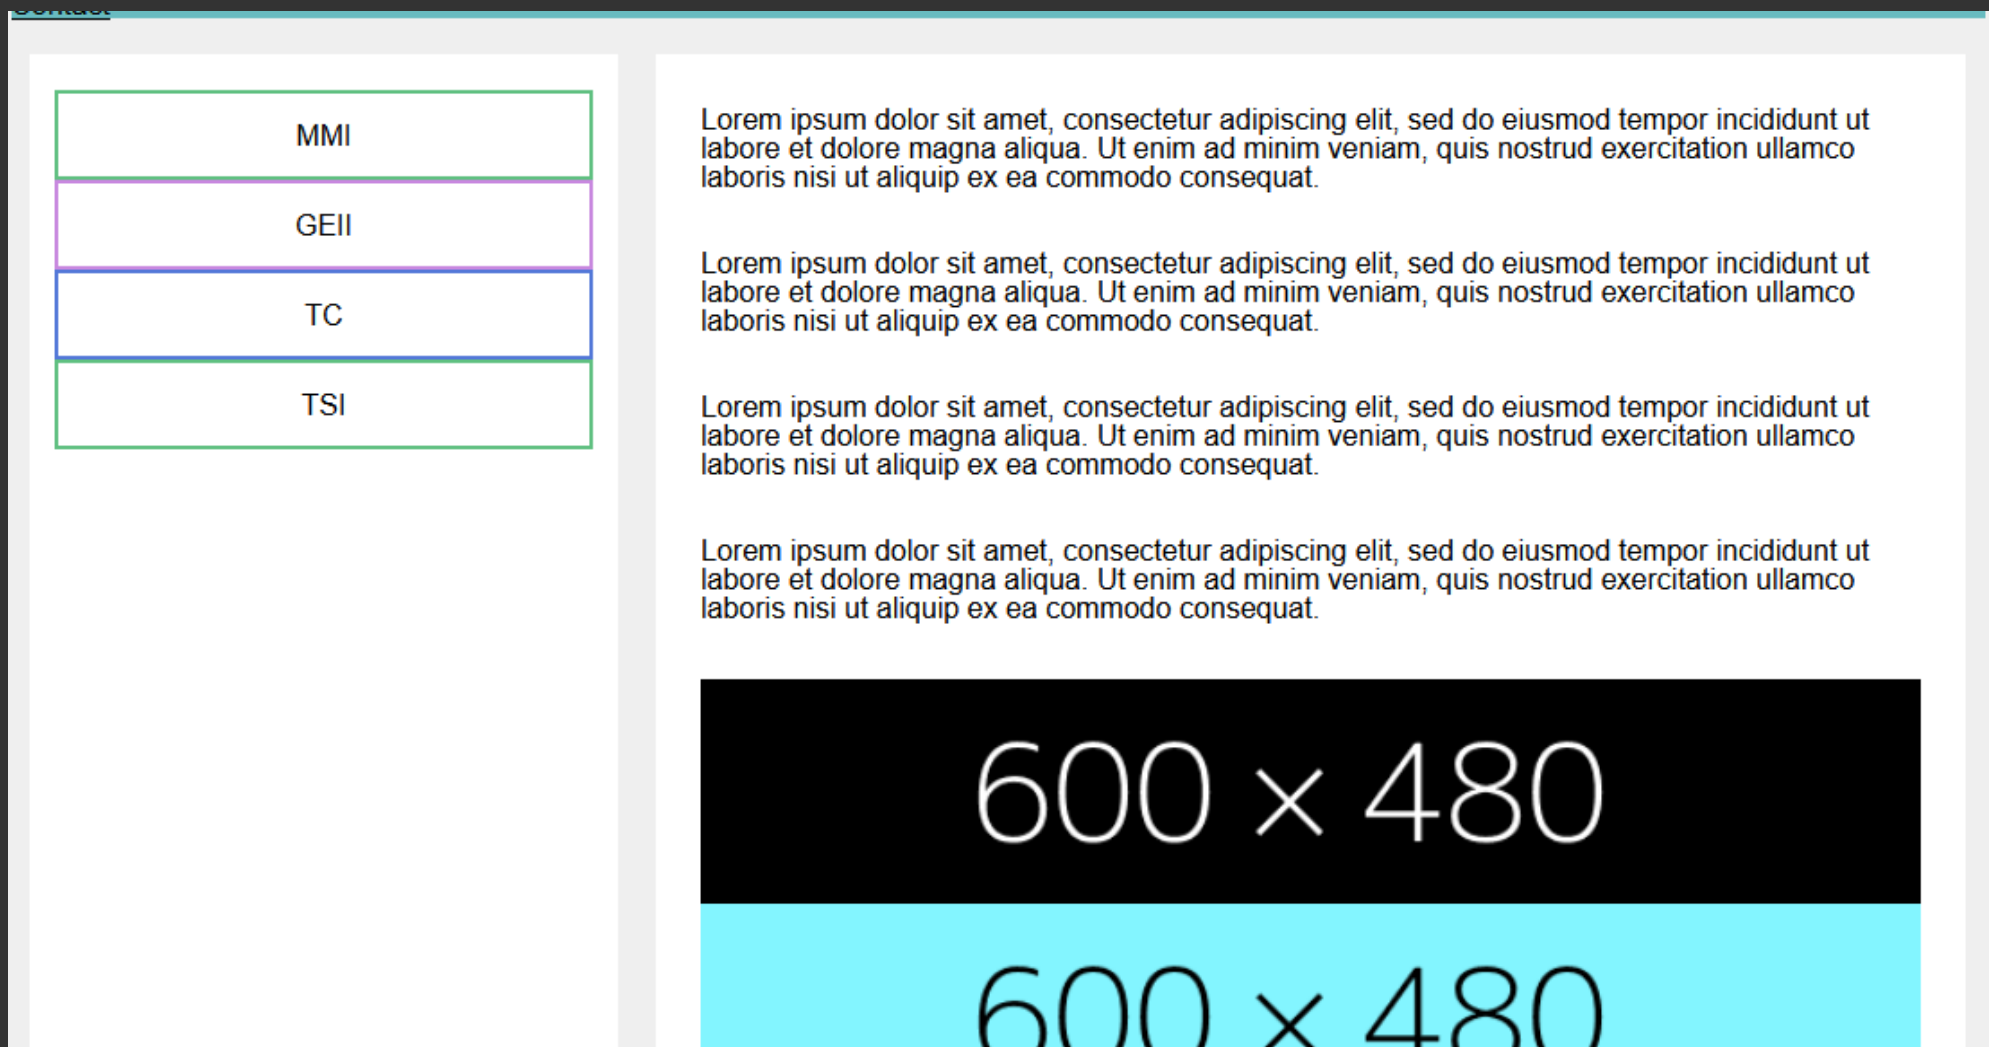 Contact
MMI
GEII
TC
TSI
Lorem ipsum dolor sit amet, consectetur adipiscing elit, sed do eiusmod tempor incididunt ut
labore et dolore magna aliqua. Ut enim ad minim veniam, quis nostrud exercitation ullamco
laboris nisi ut aliquip ex ea commodo consequat.
Lorem ipsum dolor sit amet, consectetur adipiscing elit, sed do eiusmod tempor incididunt ut
labore et dolore magna aliqua. Ut enim ad minim veniam, quis nostrud exercitation ullamco
laboris nisi ut aliquip ex ea commodo consequat.
Lorem ipsum dolor sit amet, consectetur adipiscing elit, sed do eiusmod tempor incididunt ut
labore et dolore magna aliqua. Ut enim ad minim veniam, quis nostrud exercitation ullamco
laboris nisi ut aliquip ex ea commodo consequat.
Lorem ipsum dolor sit amet, consectetur adipiscing elit, sed do eiusmod tempor incididunt ut
labore et dolore magna aliqua. Ut enim ad minim veniam, quis nostrud exercitation ullamco
laboris nisi ut aliquip ex ea commodo consequat.
600 × 480
600 × 480